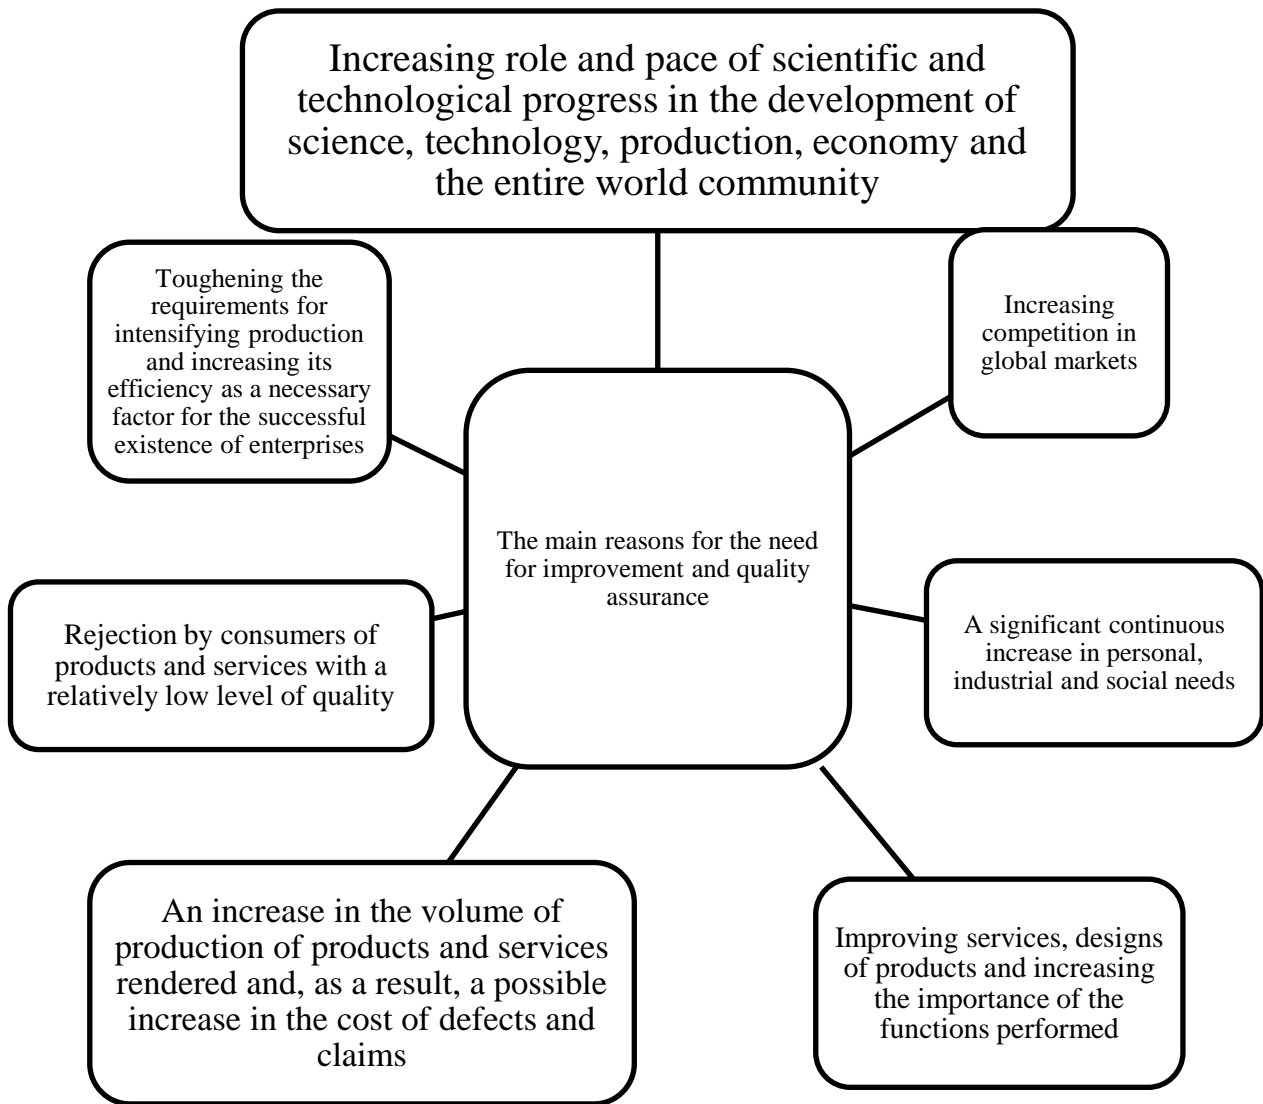 Increasing role and pace of scientific and
technological progress in the development of
science, technology, production, economy and
the entire world community
Toughening the
requirements for
intensifying production
and increasing its
efficiency as a necessary
factor for the successful
existence of enterprises
Increasing
competition in
global markets
The main reasons for the need
for improvement and quality
assurance
Rejection by consumers of
products and services with a
relatively low level of quality
A significant continuous
increase in personal,
industrial and social needs
An increase in the volume of
production of products and services
rendered and, as a result, a possible
increase in the cost of defects and
claims
Improving services, designs
of products and increasing
the importance of the
functions performed